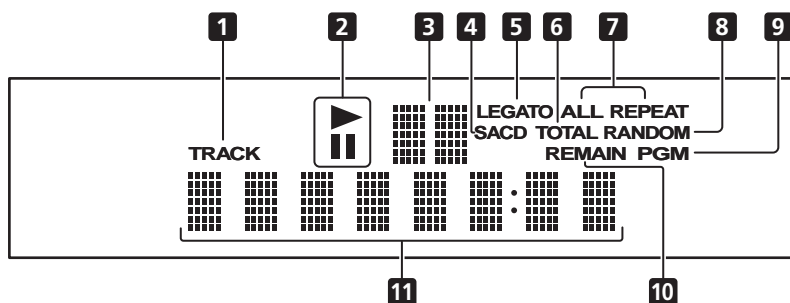 1 2 3 4 5 6 7 8 9
LEGATO ALL REPEAT
SACD TOTAL RANDOM
TRACK REMAIN PGM
:
11 10